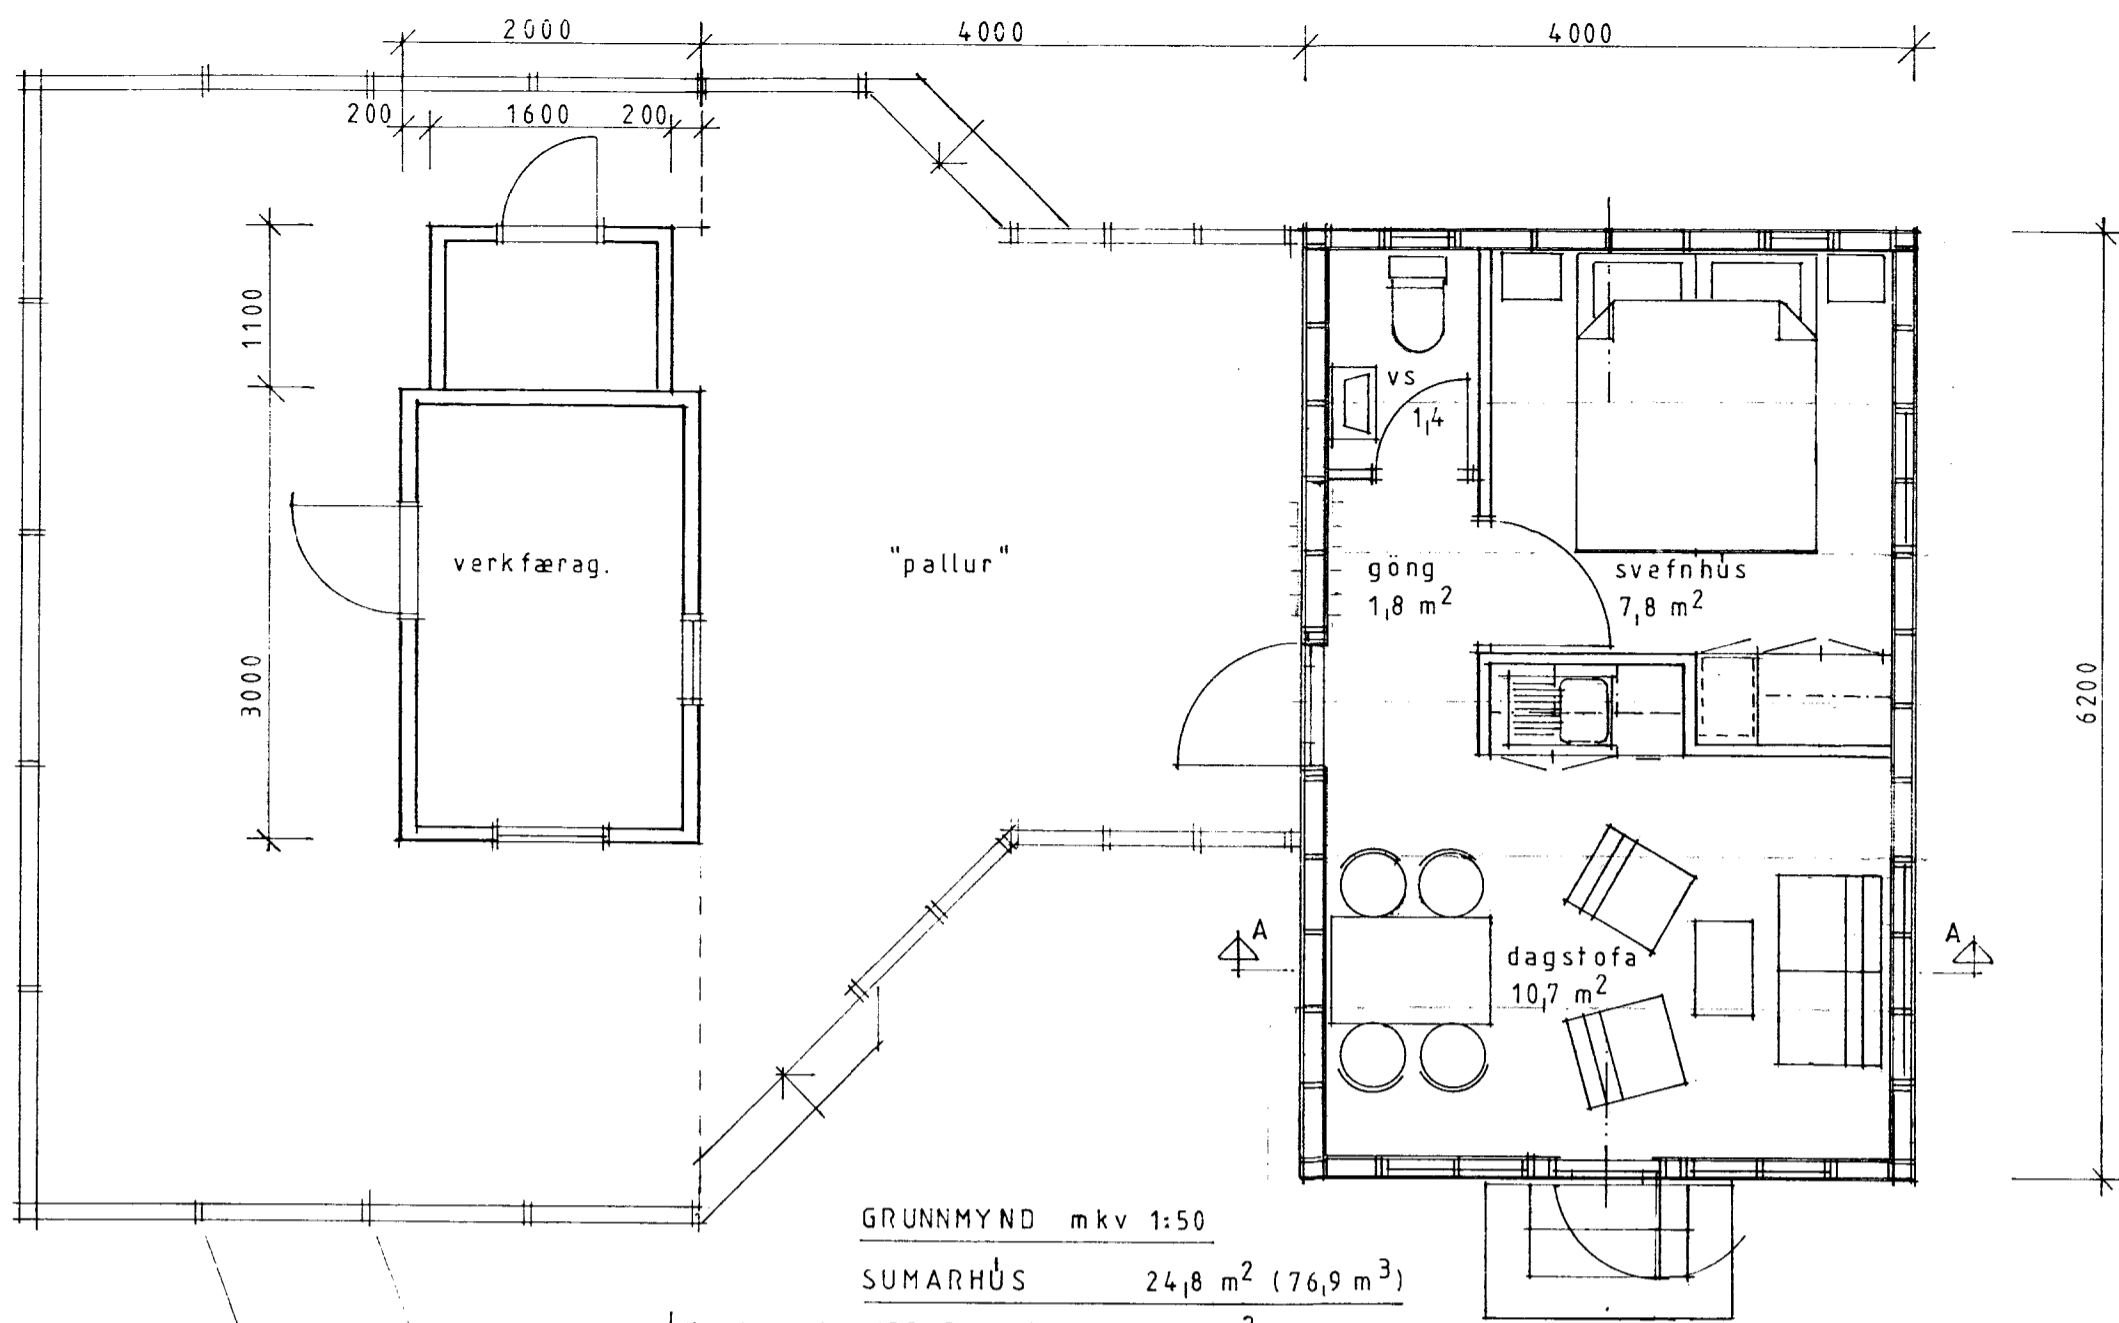 2000
4000
4000
200
1600
200
1100
3000
6200
verkfærag.
"pallur"
vs
1,4
göng
1,8 m²
svefnhús
7,8 m²
A
A
dagstofa
10,7 m²
GRUNNMYND mkv 1:50
SUMARHÚS 24,8 m² (76,9 m³)